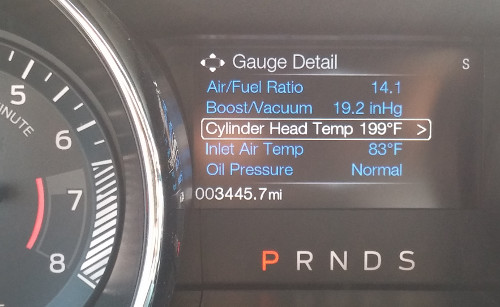 Gauge Detail S
Air/Fuel Ratio 14.1
Boost/Vacuum 19.2 inHg
Cylinder Head Temp 199°F >
Inlet Air Temp 83°F
Oil Pressure Normal
003445.7mi
P R N D S
5
6
7
8